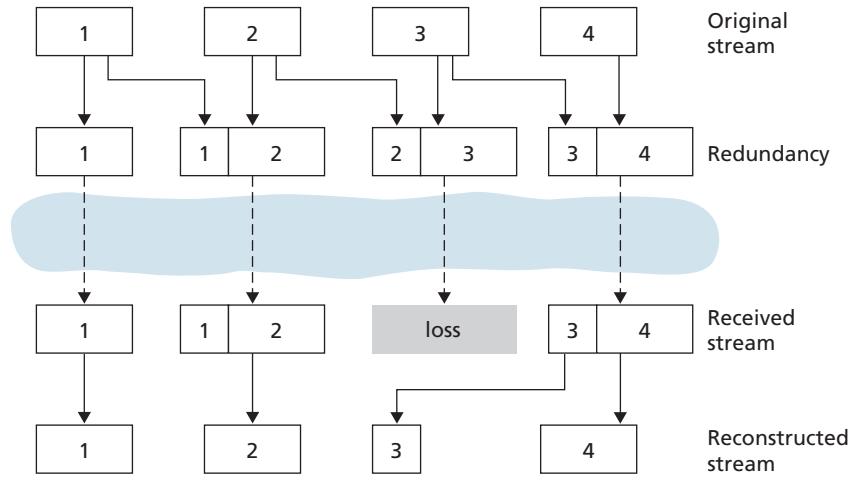 1 2 3 4 Original
stream
1 1 2 2 3 3 4 Redundancy
1 1 2 loss 3 4 Received
stream
1 2 3 4 Reconstructed
stream